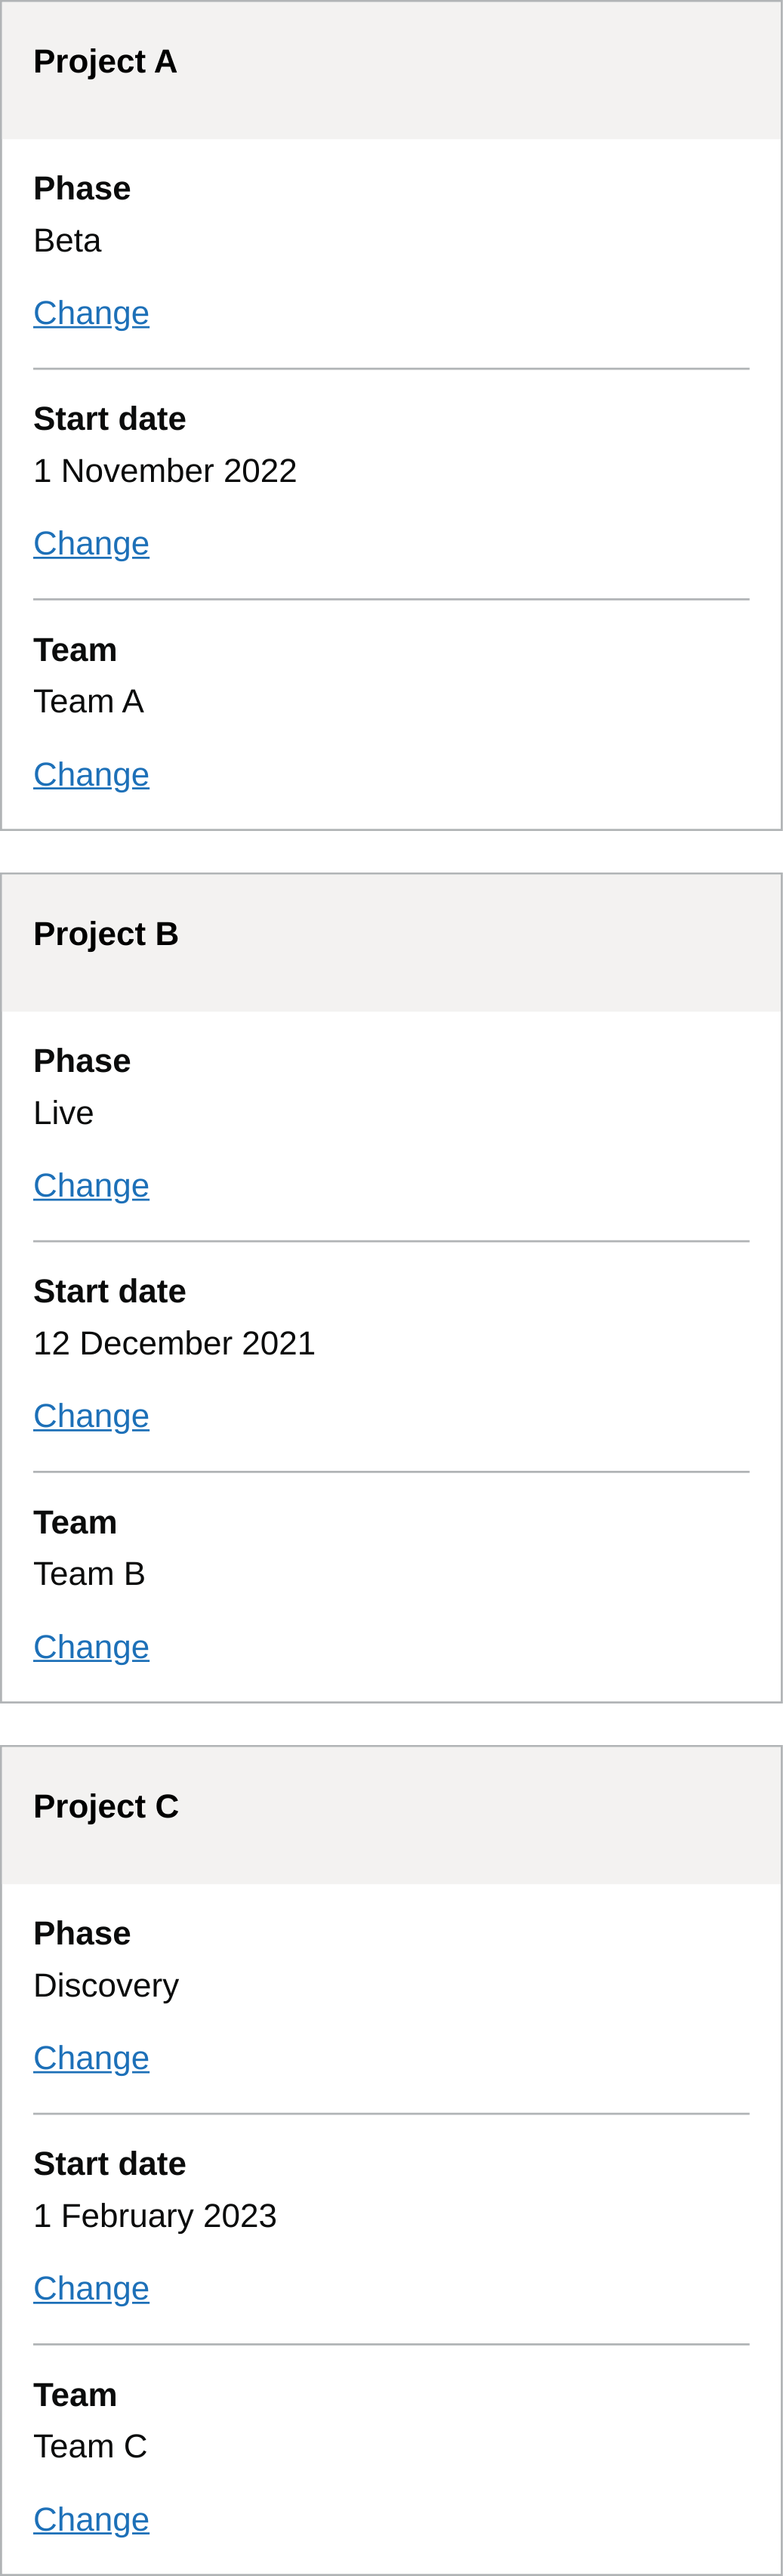 Project A
Phase
Beta
Change
Start date
1 November 2022
Change
Team
Team A
Change
Project B
Phase
Live
Change
Start date
12 December 2021
Change
Team
Team B
Change
Project C
Phase
Discovery
Change
Start date
1 February 2023
Change
Team
Team C
Change